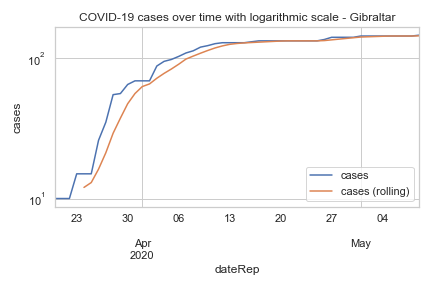 COVID-19 cases over time with logarithmic scale - Gibraltar
cases
10²
10¹
cases
cases (rolling)
23 30 06 13 20 27 04
Apr May
2020
dateRep